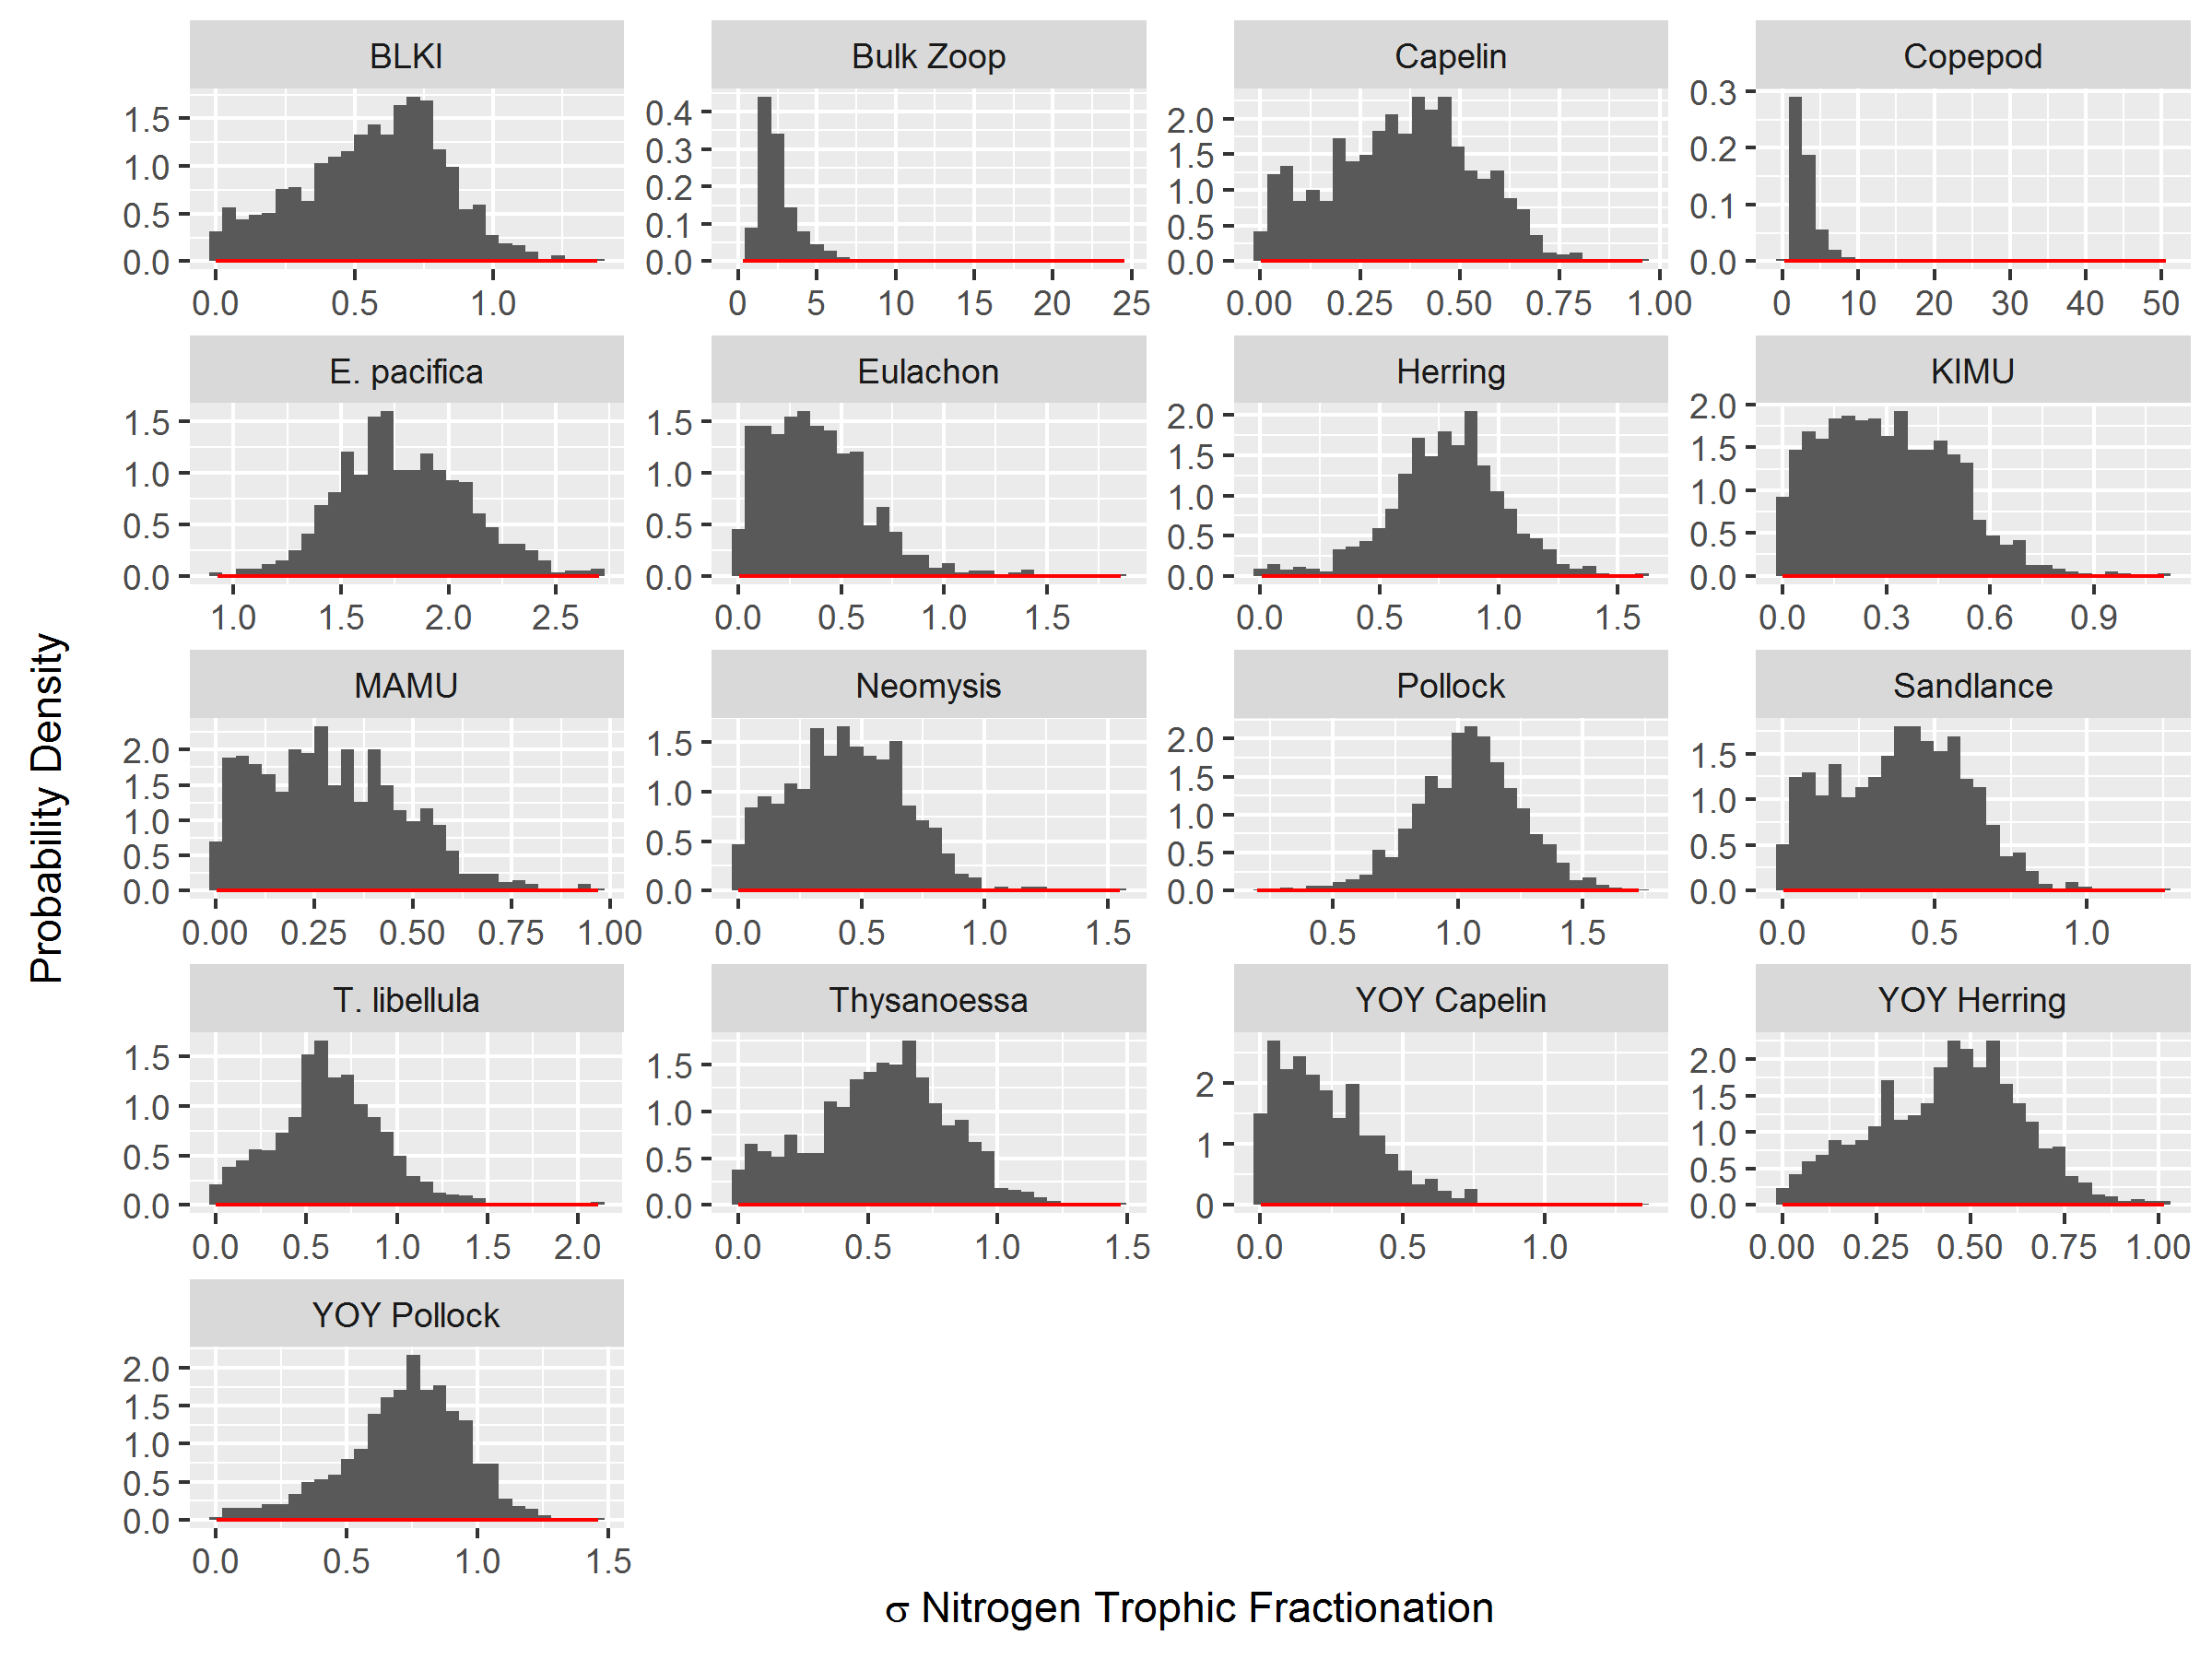 BLKI Bulk Zoop Capelin Copepod
1.5 1.0 0.5 0.0
0.4 0.3 0.2 0.1 0.0
2.0 1.5 1.0 0.5 0.0
0.3 0.2 0.1 0.0
0.0 0.5 1.0 0 5 10 15 20 25 0.00 0.25 0.50 0.75 1.00 0 10 20 30 40 50
E. pacifica Eulachon Herring KIMU
1.5 1.0 0.5 0.0
1.5 1.0 0.5 0.0
2.0 1.5 1.0 0.5 0.0
2.0 1.5 1.0 0.5 0.0
1.0 1.5 2.0 2.5 0.0 0.5 1.0 1.5 0.0 0.5 1.0 1.5 0.0 0.3 0.6 0.9
Probability Density
MAMU Neomysis Pollock Sandlance
2.0 1.5 1.0 0.5 0.0
1.5 1.0 0.5 0.0
2.0 1.5 1.0 0.5 0.0
1.5 1.0 0.5 0.0
0.00 0.25 0.50 0.75 1.00 0.0 0.5 1.0 1.5 0.5 1.0 1.5 0.0 0.5 1.0
T. libellula Thysanoessa YOY Capelin YOY Herring
1.5 1.0 0.5 0.0
1.5 1.0 0.5 0.0
2 1 0
2.0 1.5 1.0 0.5 0.0
0.0 0.5 1.0 1.5 2.0 0.0 0.5 1.0 1.5 0.0 0.5 1.0 0.00 0.25 0.50 0.75 1.00
YOY Pollock
2.0 1.5 1.0 0.5 0.0
0.0 0.5 1.0 1.5
σ Nitrogen Trophic Fractionation